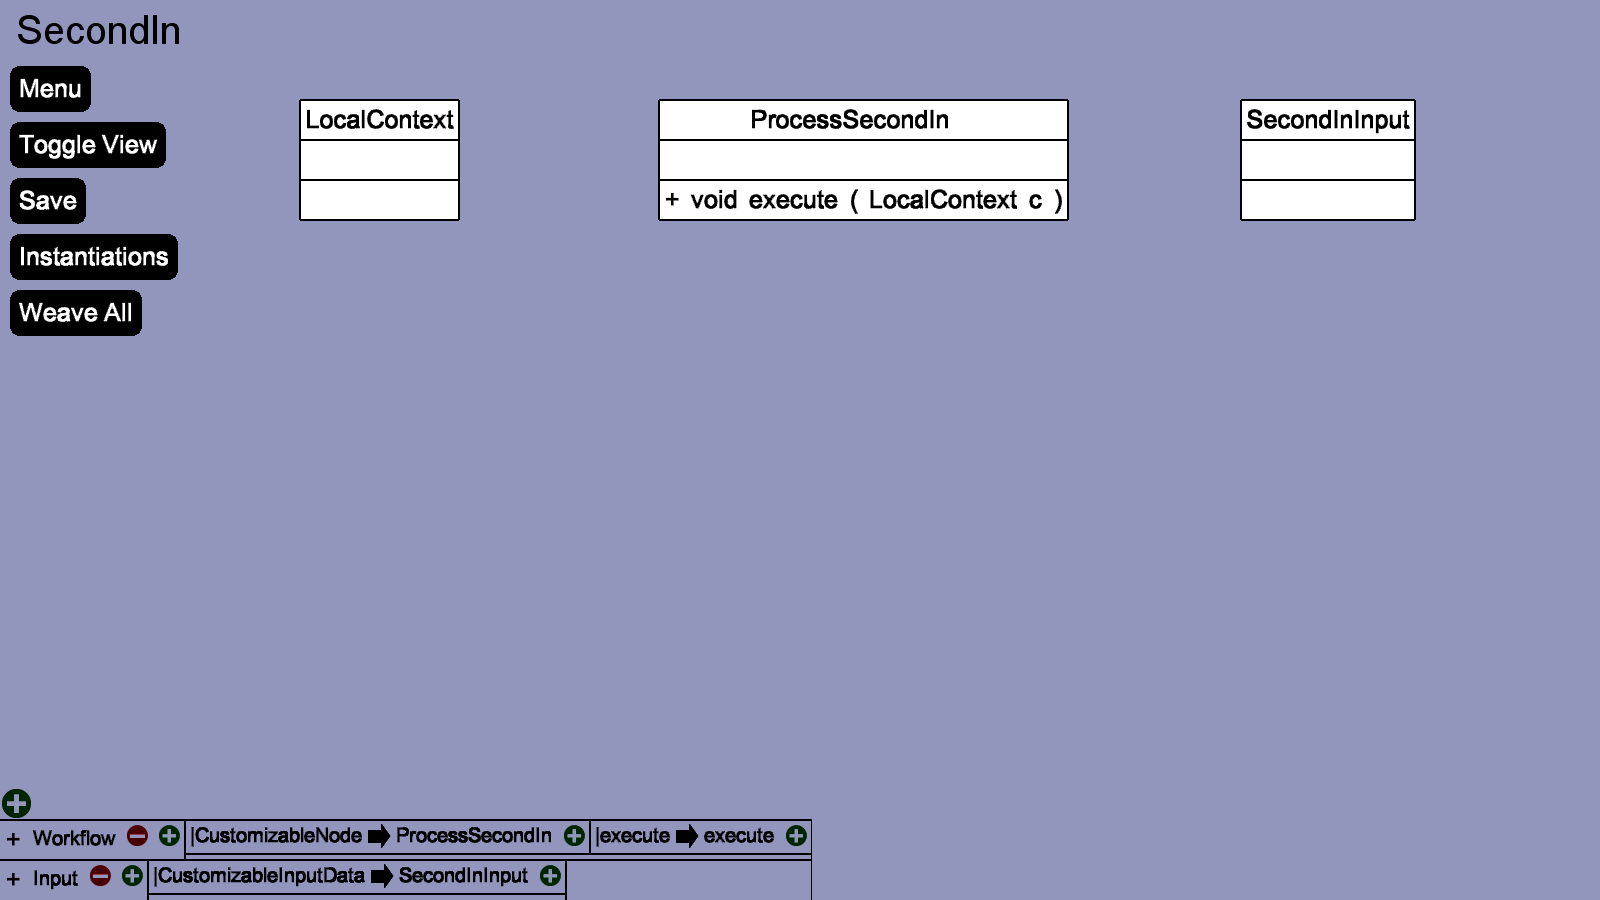 SecondIn
Menu
Toggle View
Save
Instantiations
Weave All
LocalContext
ProcessSecondIn
+ void execute ( LocalContext c )
SecondInInput
+ Workflow |CustomizableNode ProcessSecondIn |execute execute
+ Input |CustomizableInputData SecondInInput